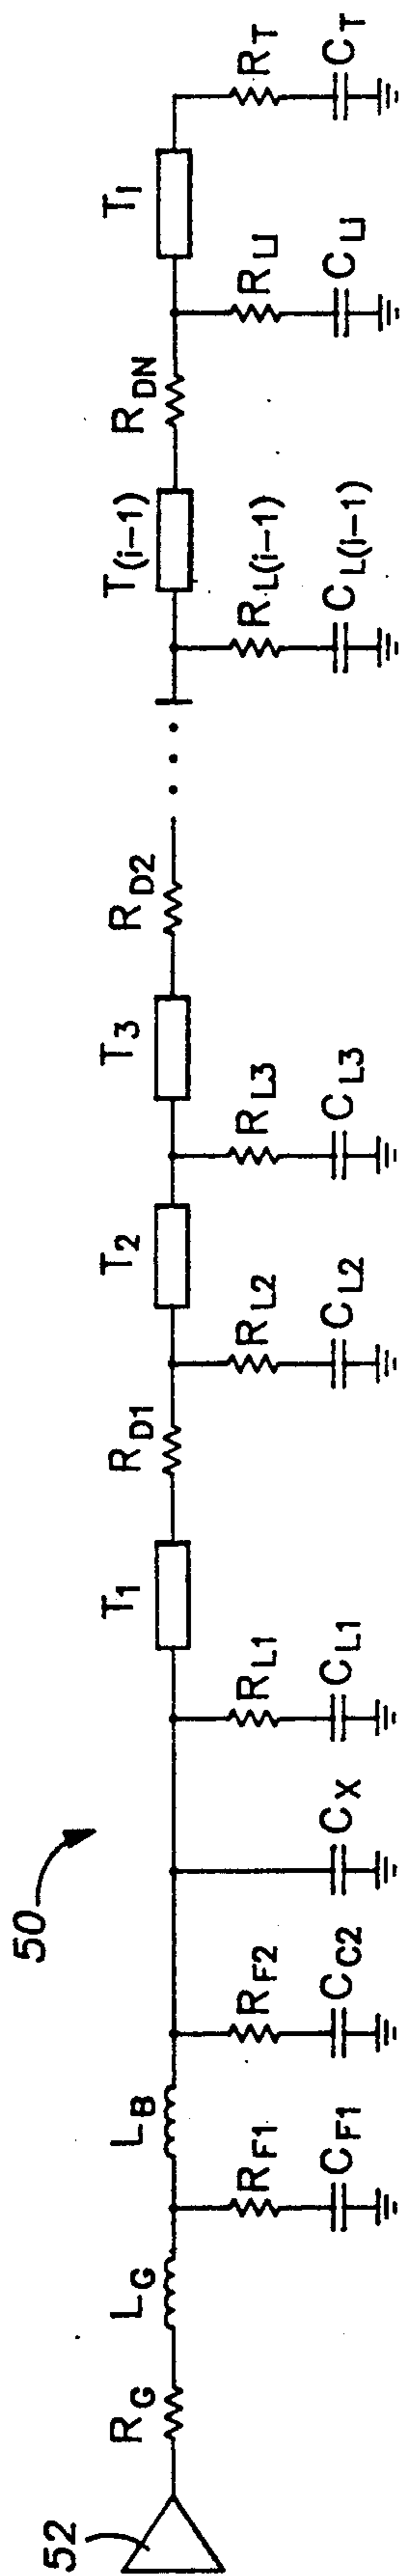 50
52
R_G
L_G
L_B
R_F1
C_F1
R_F2
C_C2
C_X
R_L1
C_L1
T_1
R_D1
R_L2
C_L2
T_2
R_L3
C_L3
T_3
R_D2
R_L(i-1)
C_L(i-1)
T_(i-1)
R_DN
R_Li
C_Li
T_i
R_T
C_T